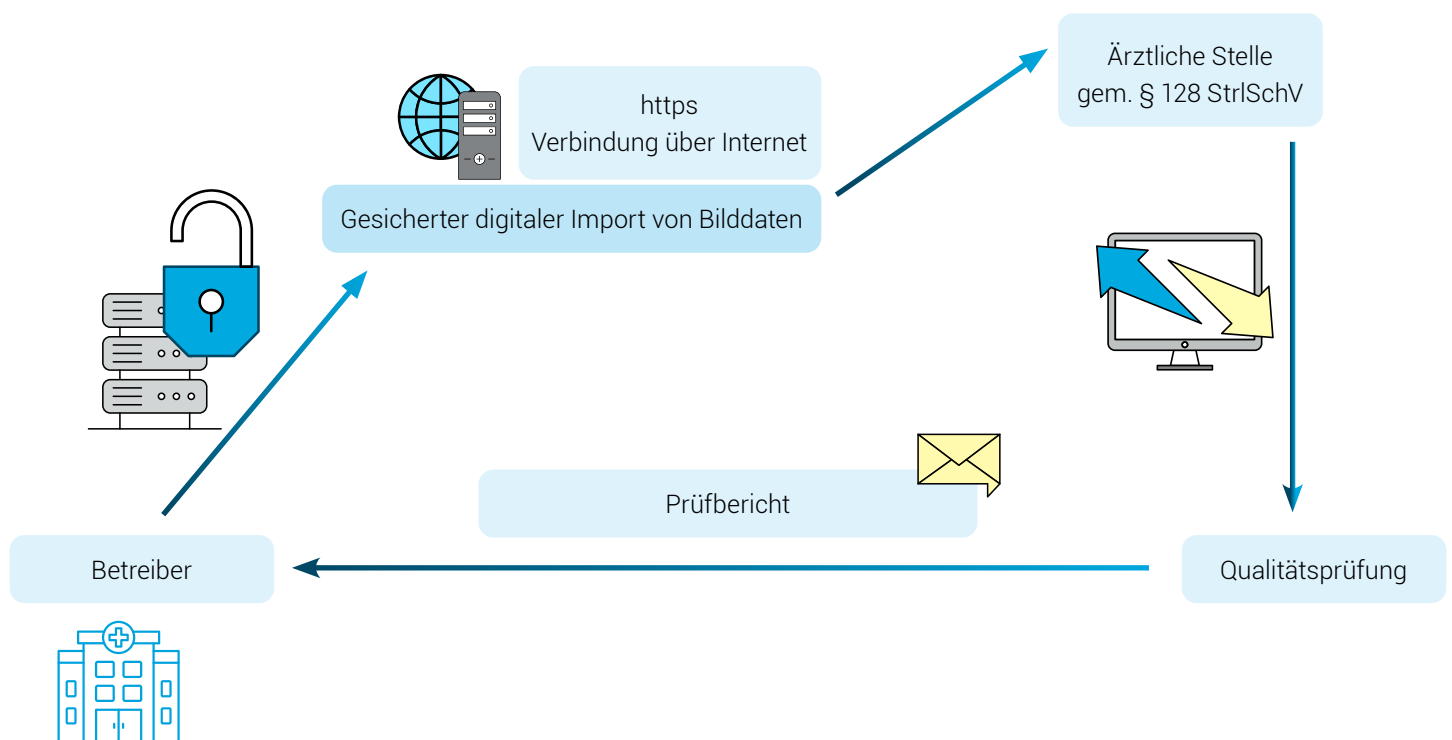 https
Verbindung über Internet
Gesicherter digitaler Import von Bilddaten
Ärztliche Stelle
gem. § 128 StrlSchV
Prüfbericht
Betreiber
Qualitätsprüfung